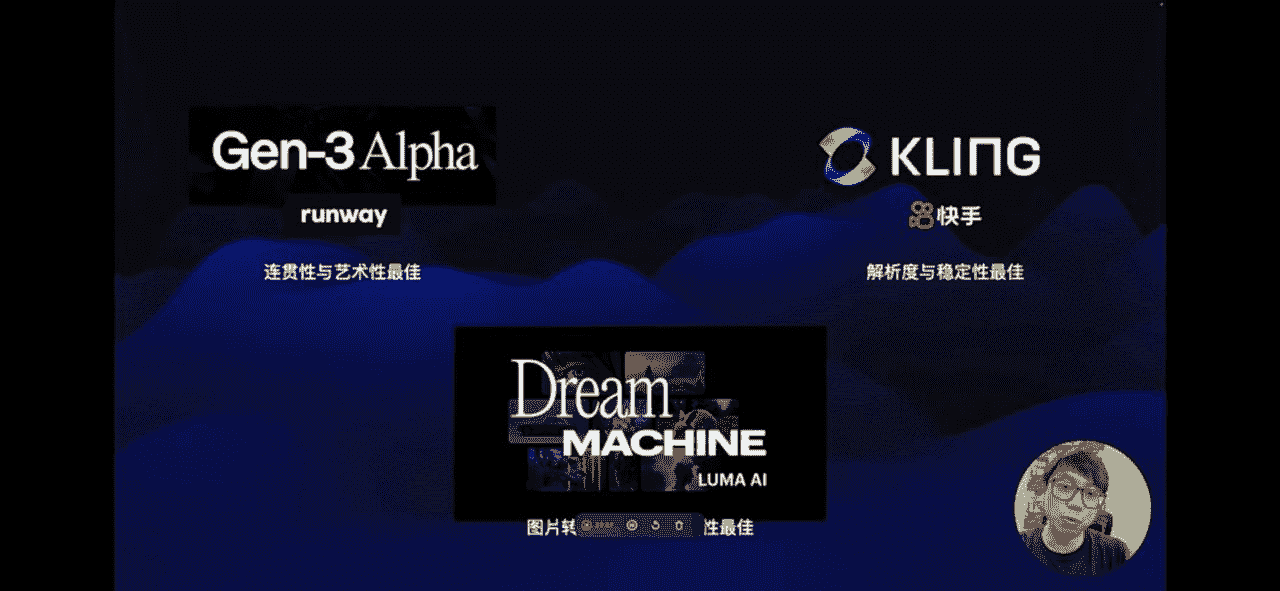 Gen-3 Alpha
runway
连贯性与艺术性最佳
KLING
快手
解析度与稳定性最佳
Dream
MACHINE
LUMA AI
图片转 性最佳